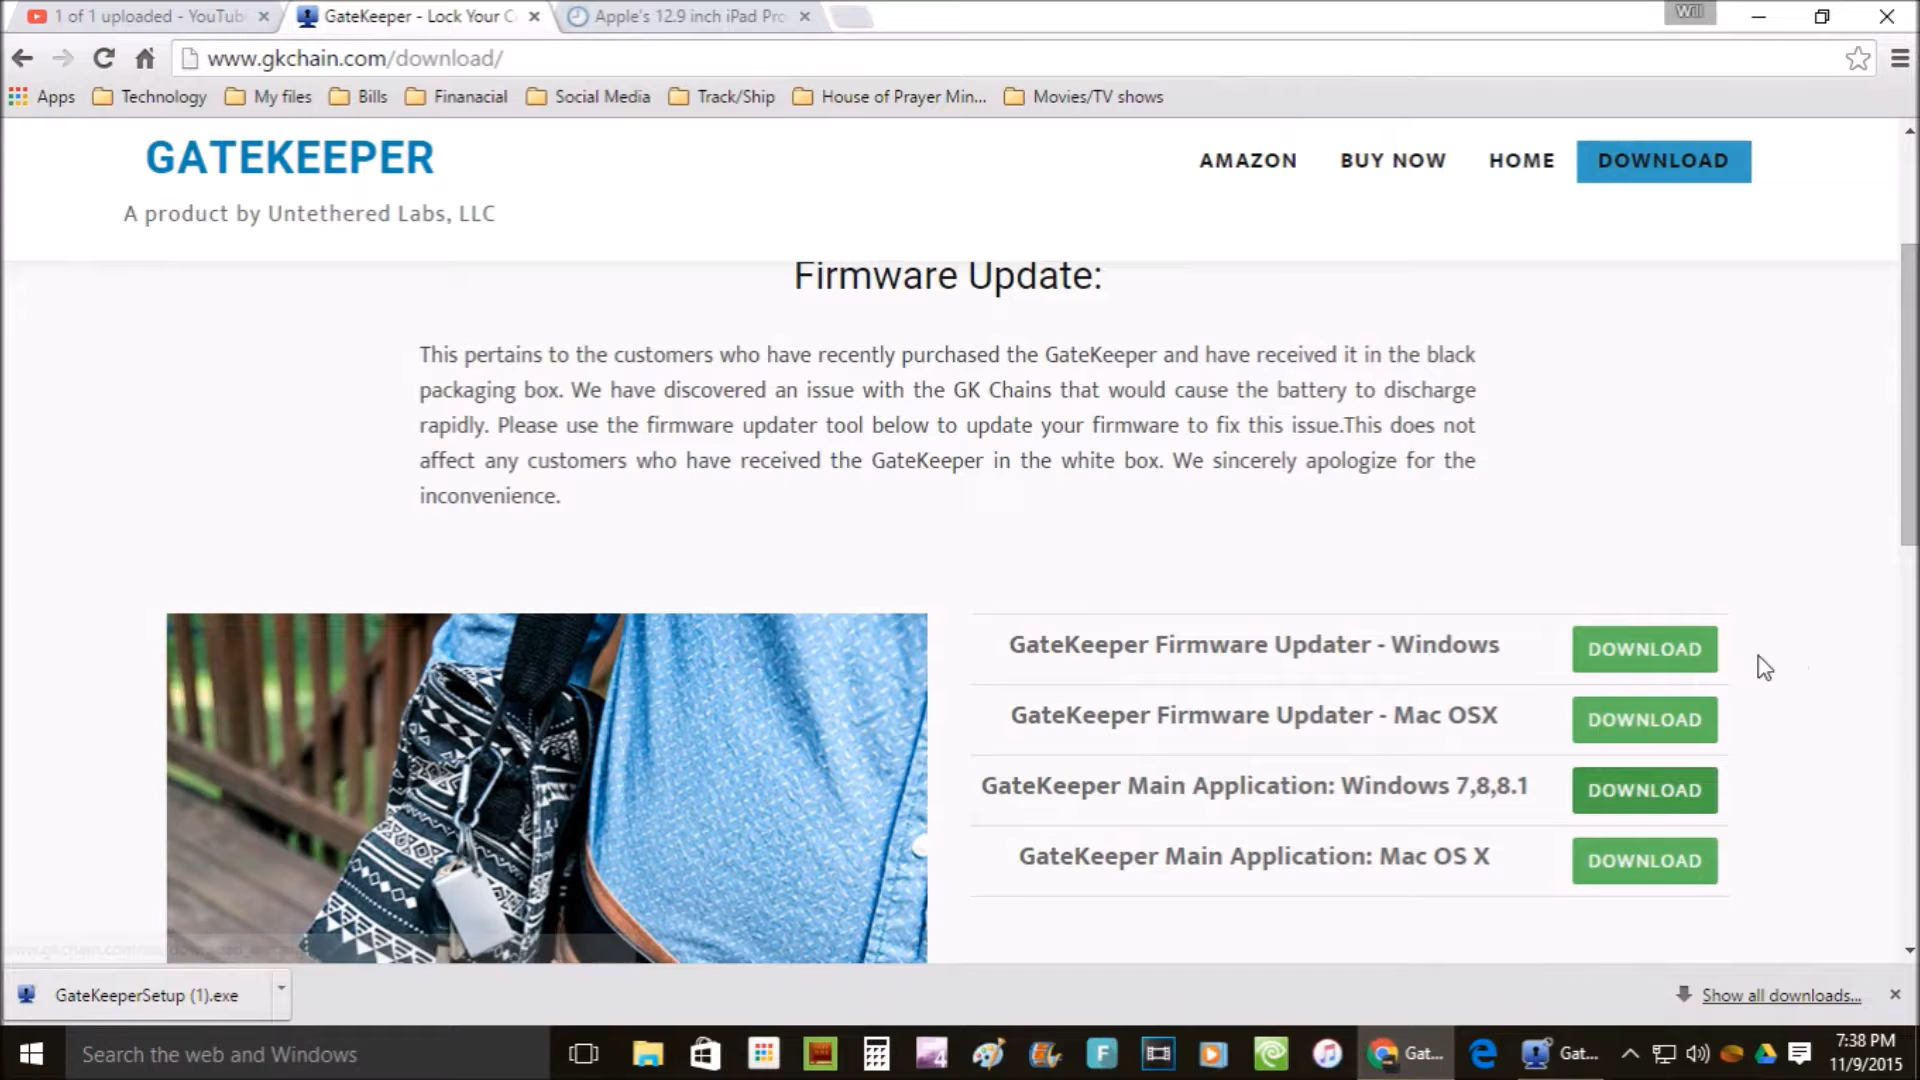 1 of 1 uploaded - YouTub
GateKeeper - Lock Your C
Apple's 12.9 inch iPad Pro
Will
www.gkchain.com/download/
Apps
Technology
My files
Bills
Finanacial
Social Media
Track/Ship
House of Prayer Min...
Movies/TV shows
GATEKEEPER
A product by Untethered Labs, LLC
AMAZON
BUY NOW
HOME
DOWNLOAD
Firmware Update:
This pertains to the customers who have recently purchased the GateKeeper and have received it in the black
packaging box. We have discovered an issue with the GK Chains that would cause the battery to discharge
rapidly. Please use the firmware updater tool below to update your firmware to fix this issue.This does not
affect any customers who have received the GateKeeper in the white box. We sincerely apologize for the
inconvenience.
GateKeeper Firmware Updater - Windows
DOWNLOAD
GateKeeper Firmware Updater - Mac OSX
DOWNLOAD
GateKeeper Main Application: Windows 7,8,8.1
DOWNLOAD
GateKeeper Main Application: Mac OS X
DOWNLOAD
GateKeeperSetup (1).exe
Show all downloads...
Search the web and Windows
4
F
Gat...
Gat...
7:38 PM
11/9/2015